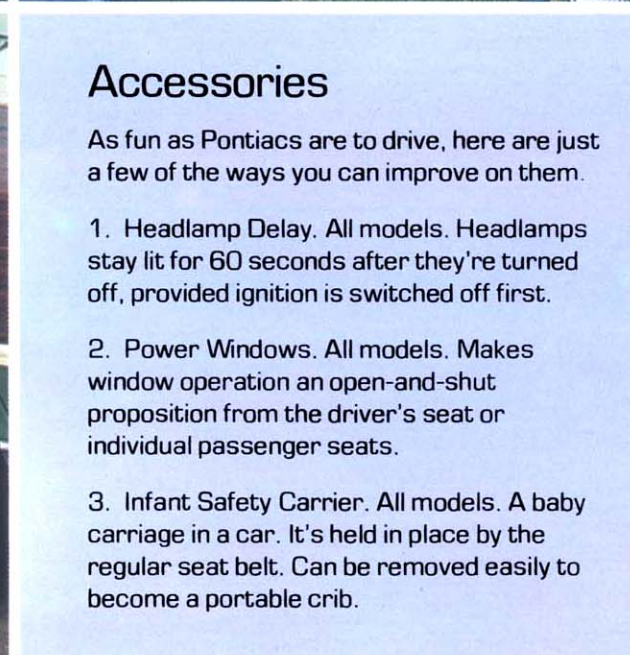 Accessories
As fun as Pontiacs are to drive, here are just
a few of the ways you can improve on them.
1. Headlamp Delay. All models. Headlamps
stay lit for 60 seconds after they're turned
off, provided ignition is switched off first.
2. Power Windows. All models. Makes
window operation an open-and-shut
proposition from the driver's seat or
individual passenger seats.
3. Infant Safety Carrier. All models. A baby
carriage in a car. It's held in place by the
regular seat belt. Can be removed easily to
become a portable crib.